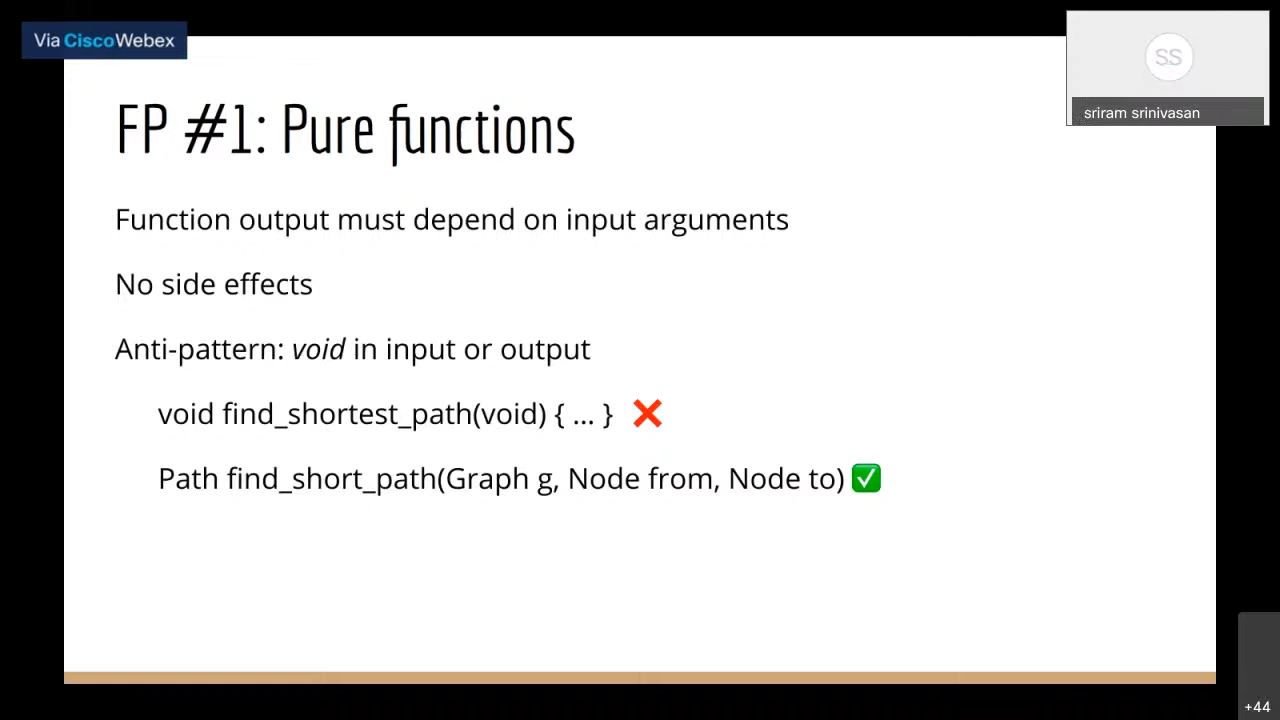 Via CiscoWebex
SS
sriram srinivasan
FP #1: Pure functions
Function output must depend on input arguments
No side effects
Anti-pattern: void in input or output
void find_shortest_path(void) { ... } ❌
Path find_short_path(Graph g, Node from, Node to) ✅
+44